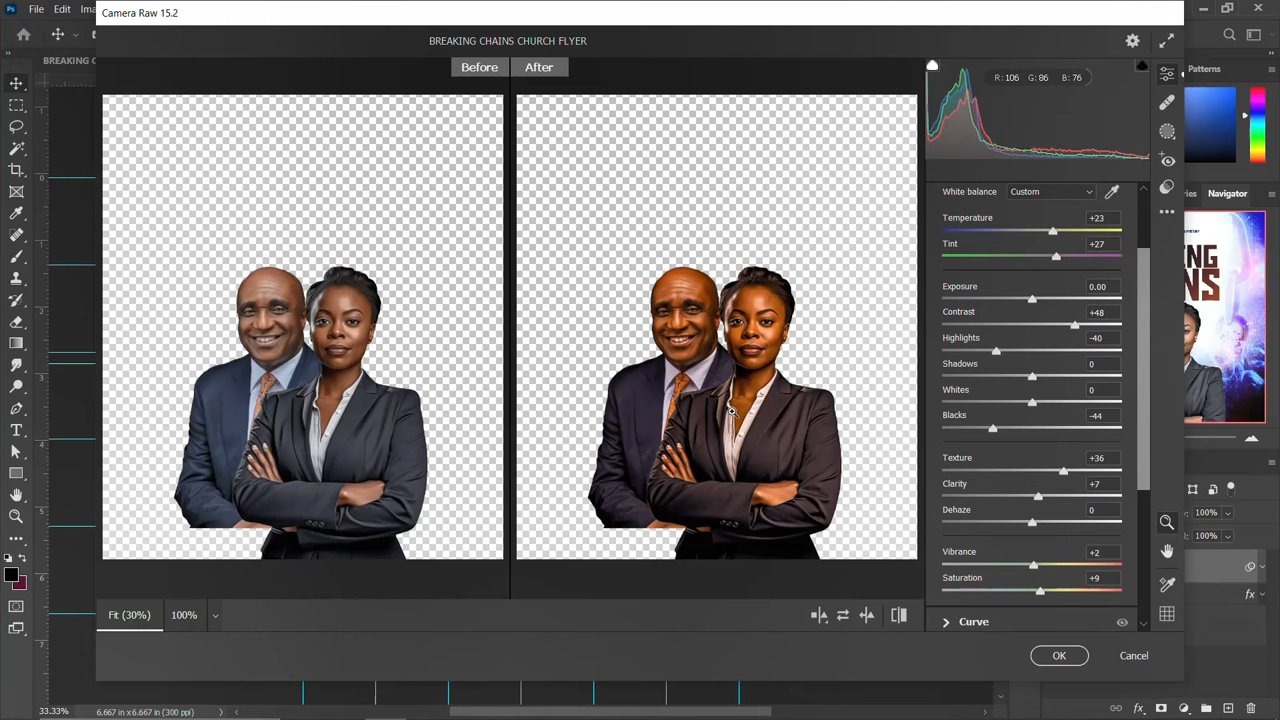 Camera Raw 15.2
File
Edit
Im
BREAKING CHAINS CHURCH FLYER
BREAKING C
Before
After
R: 106 G: 86 B: 76
Patterns
White balance
Custom
Temperature
+23
Tint
+27
Exposure
0.00
Contrast
+48
Highlights
-40
Shadows
0
Whites
0
Blacks
-44
Texture
+36
Clarity
+7
Dehaze
0
Vibrance
+2
Saturation
+9
Curve
Navigator
100%
100%
fx
Fit (30%)
100%
OK
Cancel
33.33%
6.667 in x 6.667 in (300 ppi)